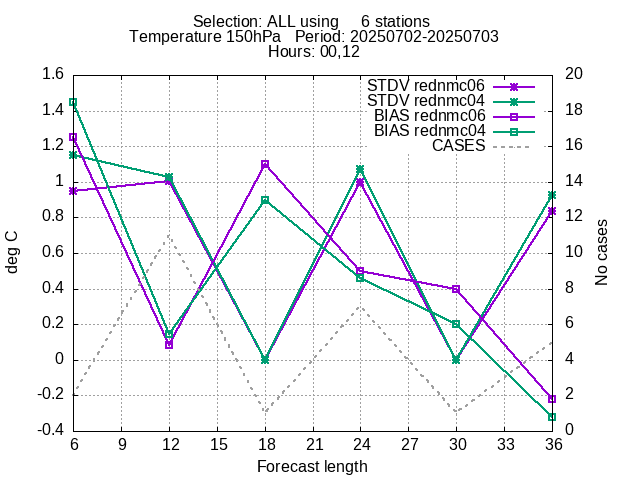 Selection: ALL using     6 stations
Temperature 150hPa   Period: 20250702-20250703
Hours: 00,12
STDV rednmc06
STDV rednmc04
BIAS rednmc06
BIAS rednmc04
CASES
1.6
1.4
1.2
1
0.8
0.6
0.4
0.2
0
-0.2
-0.4
deg C
20
18
16
14
12
10
8
6
4
2
0
No cases
6 9 12 15 18 21 24 27 30 33 36
Forecast length